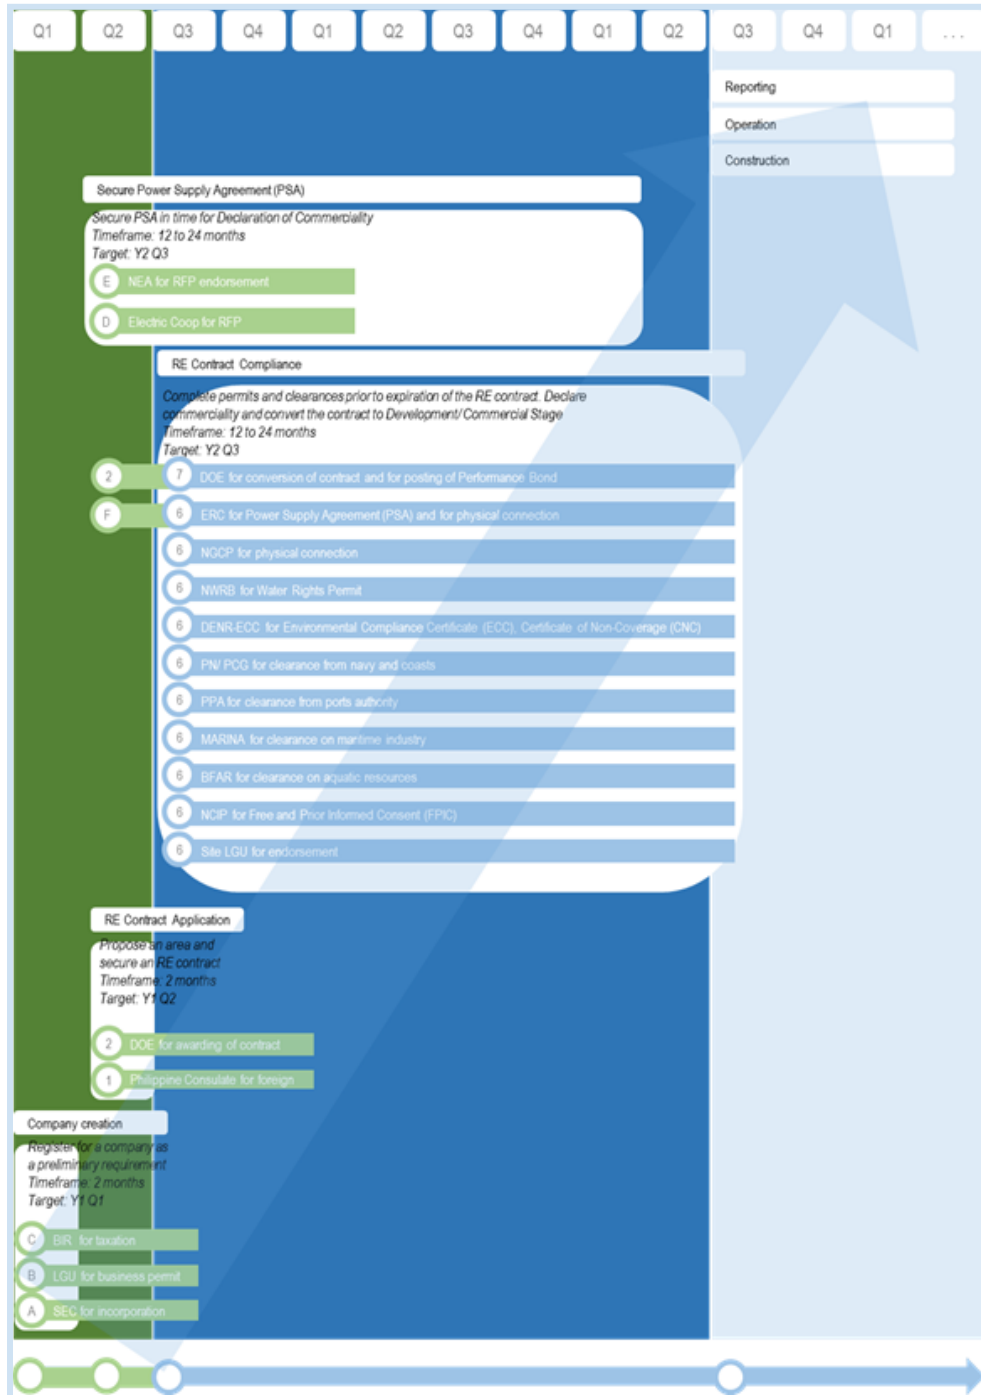 Q1 Q2 Q3 Q4 Q1 Q2 Q3 Q4 Q1 Q2 Q3 Q4 Q1 ...
Reporting
Operation
Construction
Secure Power Supply Agreement (PSA)
Secure PSA in time for Declaration of Commerciality
Timeframe: 12 to 24 months
Target: Y2 Q3
E NEA for RFP endorsement
D Electric Coop for RFP
RE Contract Compliance
Complete permits and clearances prior to expiration of the RE contract. Declare
commerciality and convert the contract to Development/ Commercial Stage
Timeframe: 12 to 24 months
Target: Y2 Q3
2 7 DOE for conversion of contract and for posting of Performance Bond
F 6 ERC for Power Supply Agreement (PSA) and for physical connection
6 NGCP for physical connection
6 NWRB for Water Rights Permit
6 DENR-ECC for Environmental Compliance Certificate (ECC), Certificate of Non-Coverage (CNC)
6 PN/ PCG for clearance from navy and coasts
6 PPA for clearance from ports authority
6 MARINA for clearance on maritime industry
6 BFAR for clearance on aquatic resources
6 NCIP for Free and Prior Informed Consent (FPIC)
6 Site LGU for endorsement
RE Contract Application
Propose an area and
secure an RE contract
Timeframe: 2 months
Target: Y1 Q2
2 DOE for awarding of contract
1 Philippine Consulate for foreign
Company creation
Register for a company as
a preliminary requirement
Timeframe: 2 months
Target: Y1 Q1
C BIR for taxation
B LGU for business permit
A SEC for incorporation